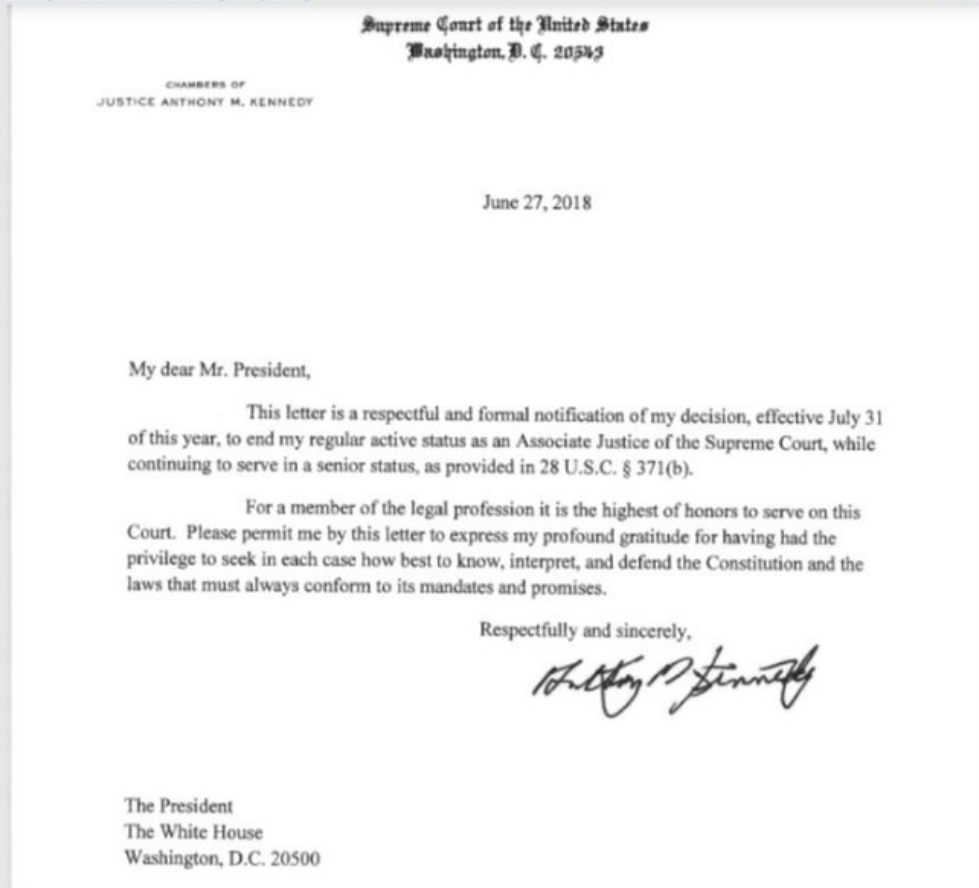 Supreme Court of the United States
Washington, D. C. 20543
CHAMBERS OF
JUSTICE ANTHONY M. KENNEDY
June 27, 2018
My dear Mr. President,
This letter is a respectful and formal notification of my decision, effective July 31
of this year, to end my regular active status as an Associate Justice of the Supreme Court, while
continuing to serve in a senior status, as provided in 28 U.S.C. § 371(b).
For a member of the legal profession it is the highest of honors to serve on this
Court. Please permit me by this letter to express my profound gratitude for having had the
privilege to seek in each case how best to know, interpret, and defend the Constitution and the
laws that must always conform to its mandates and promises.
Respectfully and sincerely,
Anthony M Kennedy
The President
The White House
Washington, D.C. 20500